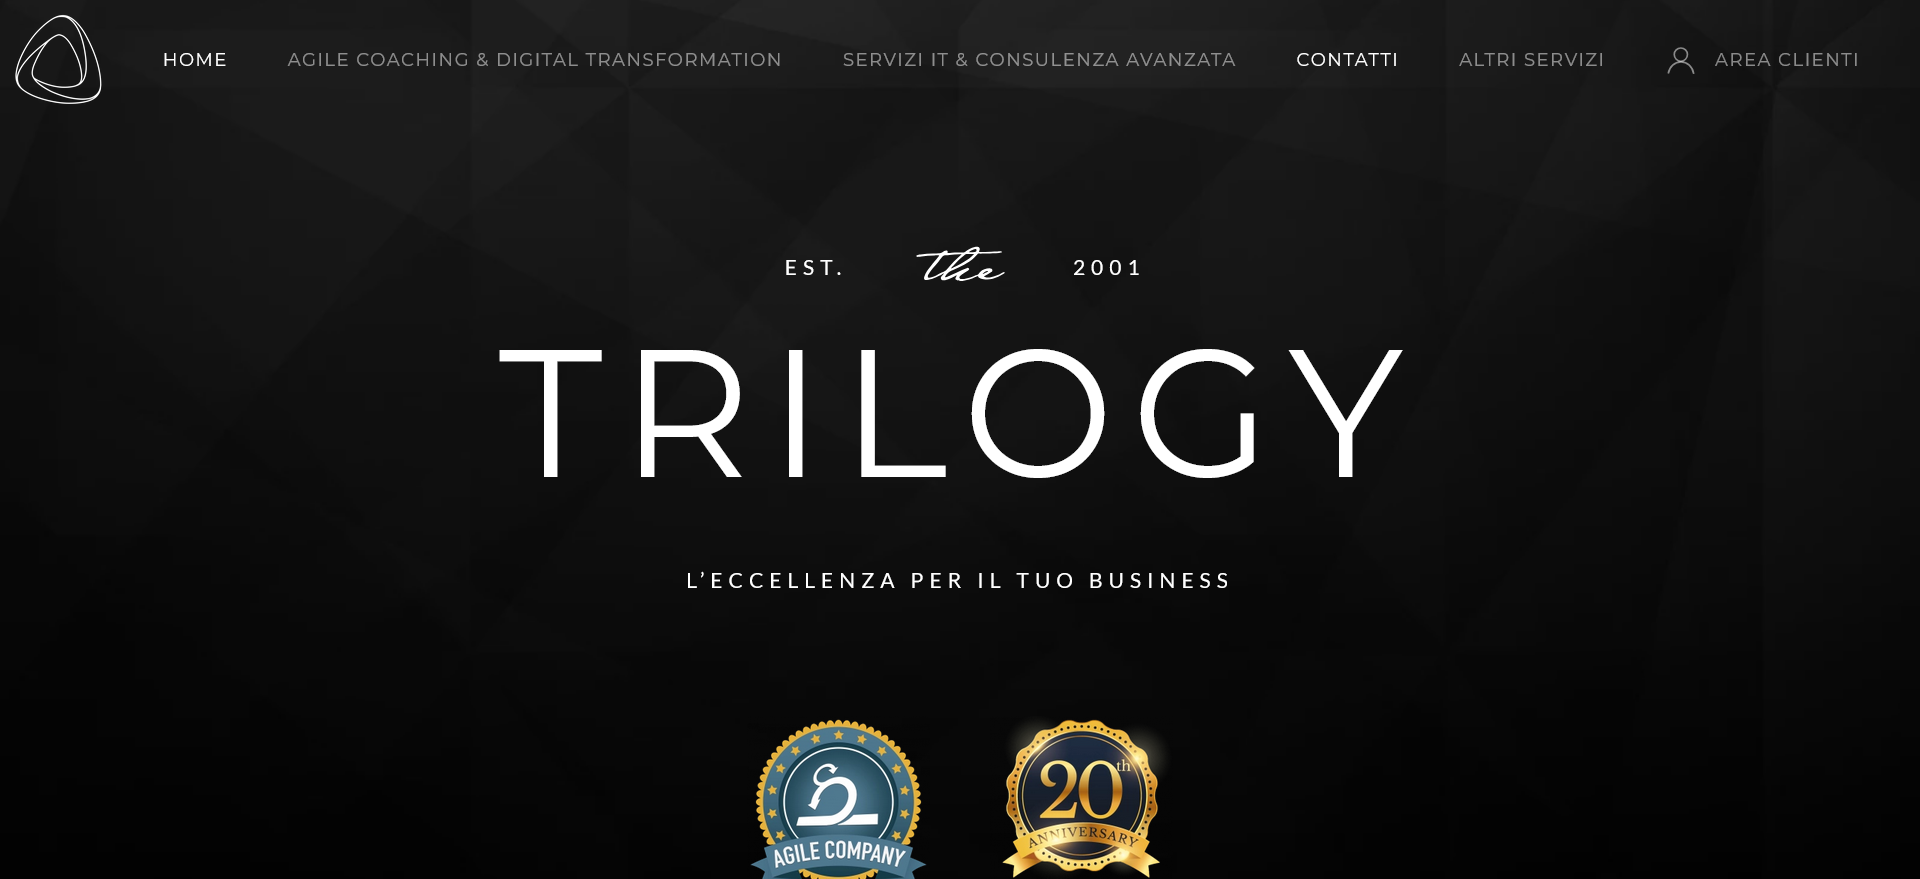 HOME
AGILE COACHING & DIGITAL TRANSFORMATION
SERVIZI IT & CONSULENZA AVANZATA
CONTATTI
ALTRI SERVIZI
AREA CLIENTI
EST. the 2001
TRILOGY
L’ECCELLENZA PER IL TUO BUSINESS
AGILE COMPANY
20th
ANNIVERSARY